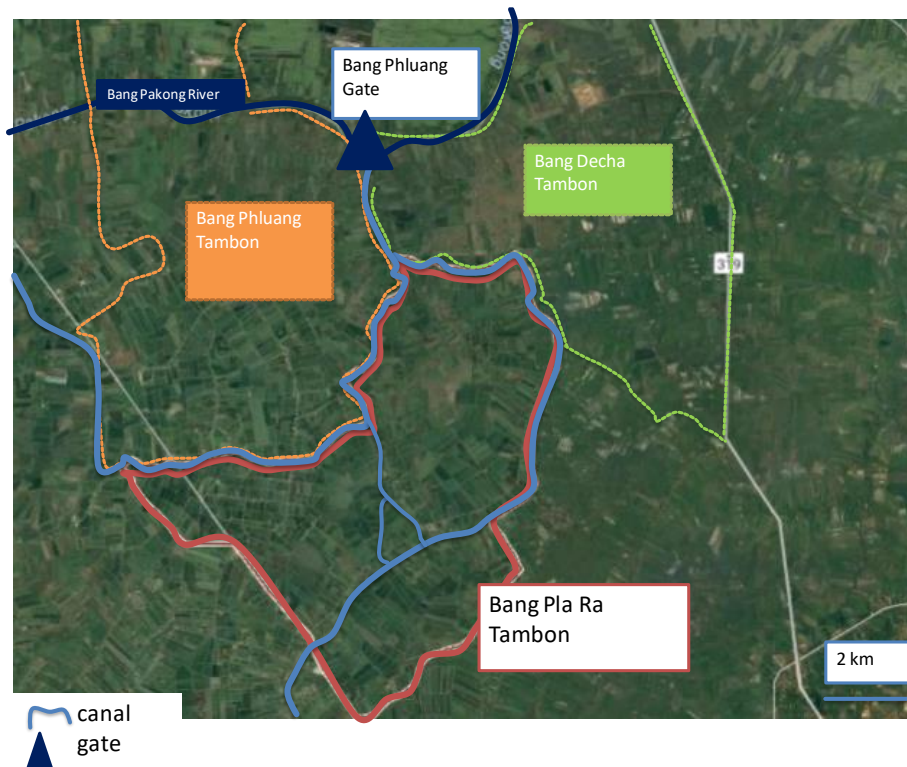 Bang Phluang
Gate
Bang Pakong River
Bang Decha
Tambon
Bang Phluang
Tambon
319
Bang Pla Ra
Tambon
2 km
canal
gate